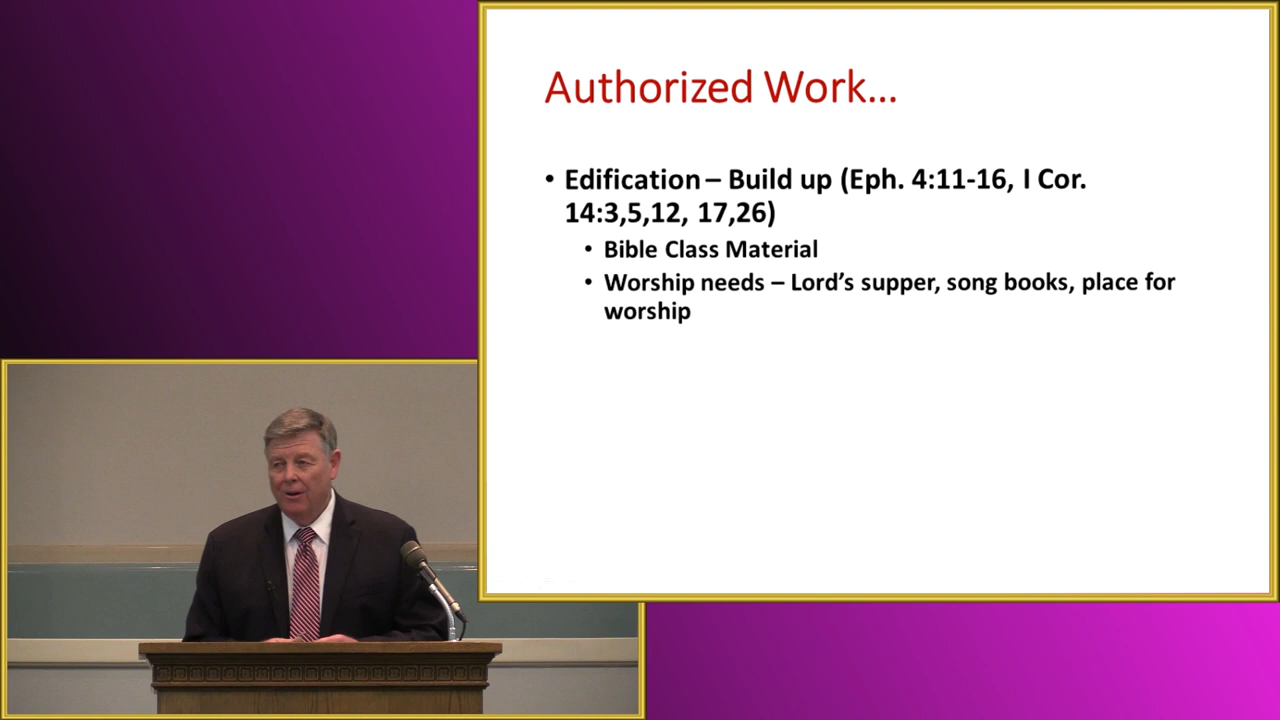 Authorized Work...
• Edification – Build up (Eph. 4:11-16, I Cor.
14:3,5,12, 17,26)
• Bible Class Material
• Worship needs – Lord's supper, song books, place for
worship